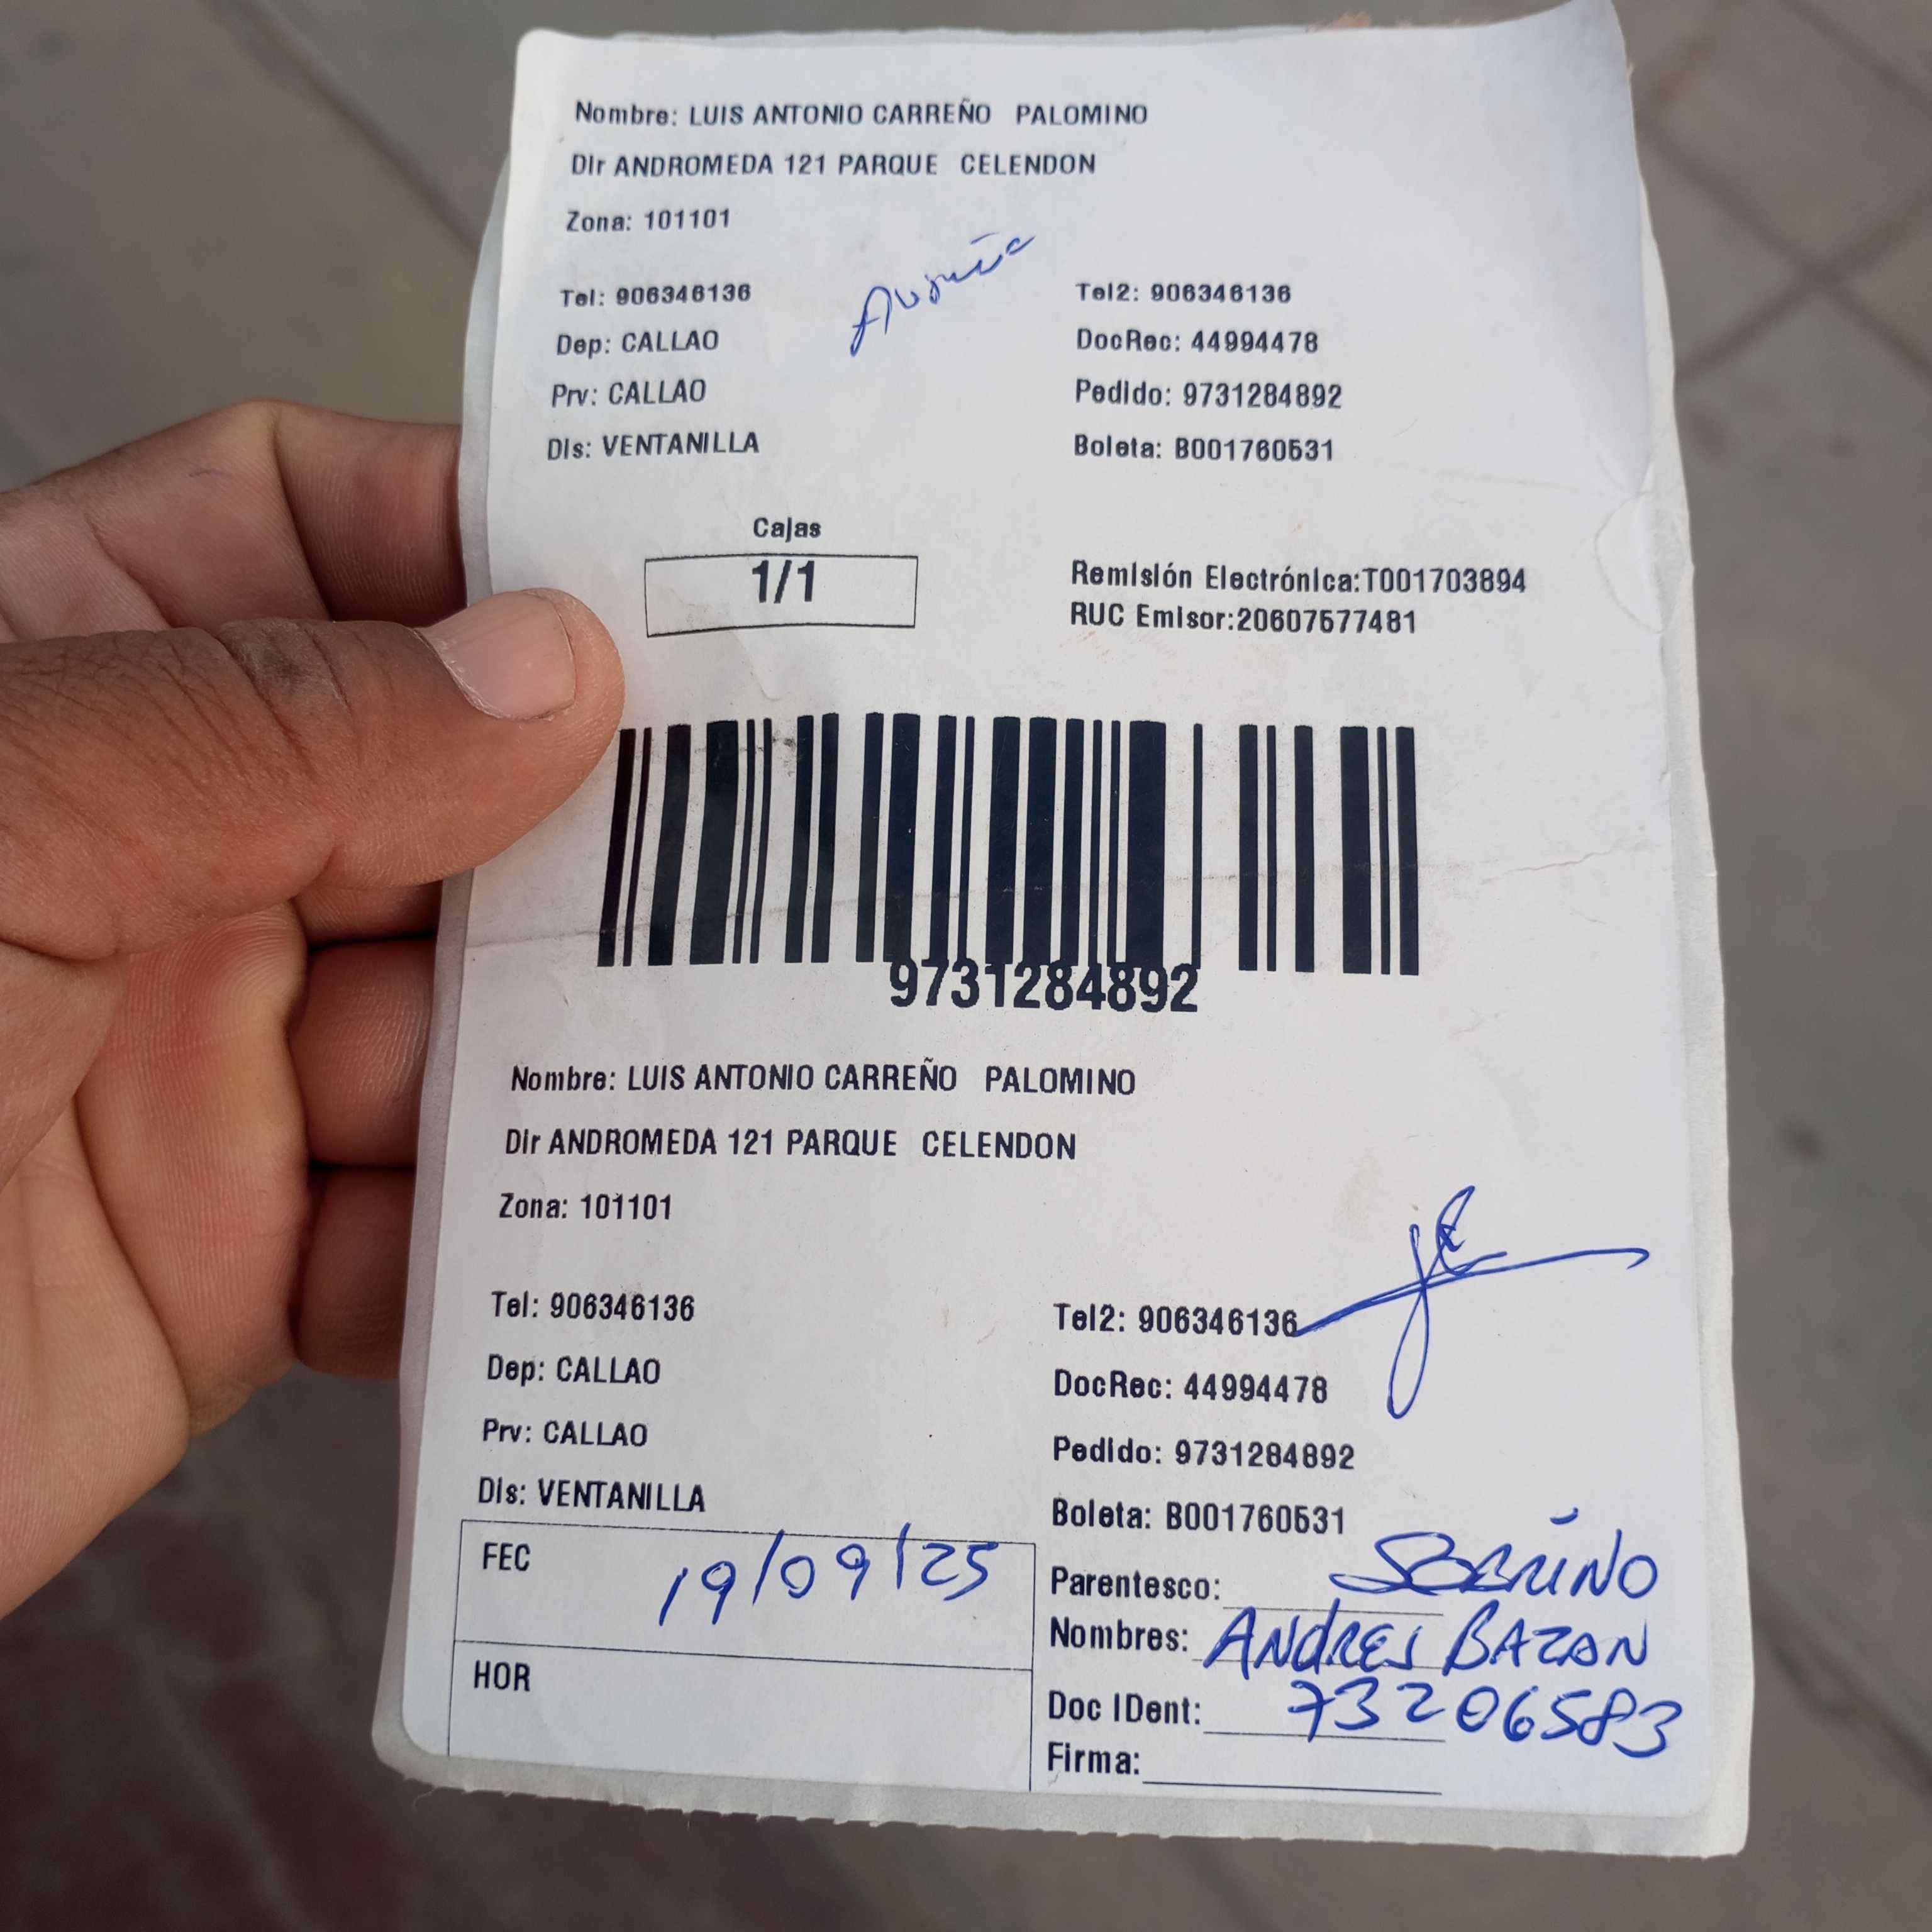 Nombre: LUIS ANTONIO CARREÑO PALOMINO
Dir ANDROMEDA 121 PARQUE CELENDON
Zona: 101101
Tel: 906346136 Tel2: 906346136
Dep: CALLAO DocRec: 44994478
Prv: CALLAO Pedido: 9731284892
Dis: VENTANILLA Boleta: B001760531
Cajas
1/1
Remisión Electrónica:T001703894
RUC Emisor:20607577481
9731284892
Nombre: LUIS ANTONIO CARREÑO PALOMINO
Dir ANDROMEDA 121 PARQUE CELENDON
Zona: 101101
Tel: 906346136 Tel2: 906346136
Dep: CALLAO DocRec: 44994478
Prv: CALLAO Pedido: 9731284892
Dis: VENTANILLA Boleta: B001760531
FEC 19/09/25
HOR
Parentesco: SOBRINO
Nombres: ANDRES BAZAN
Doc IDent: 73206583
Firma: